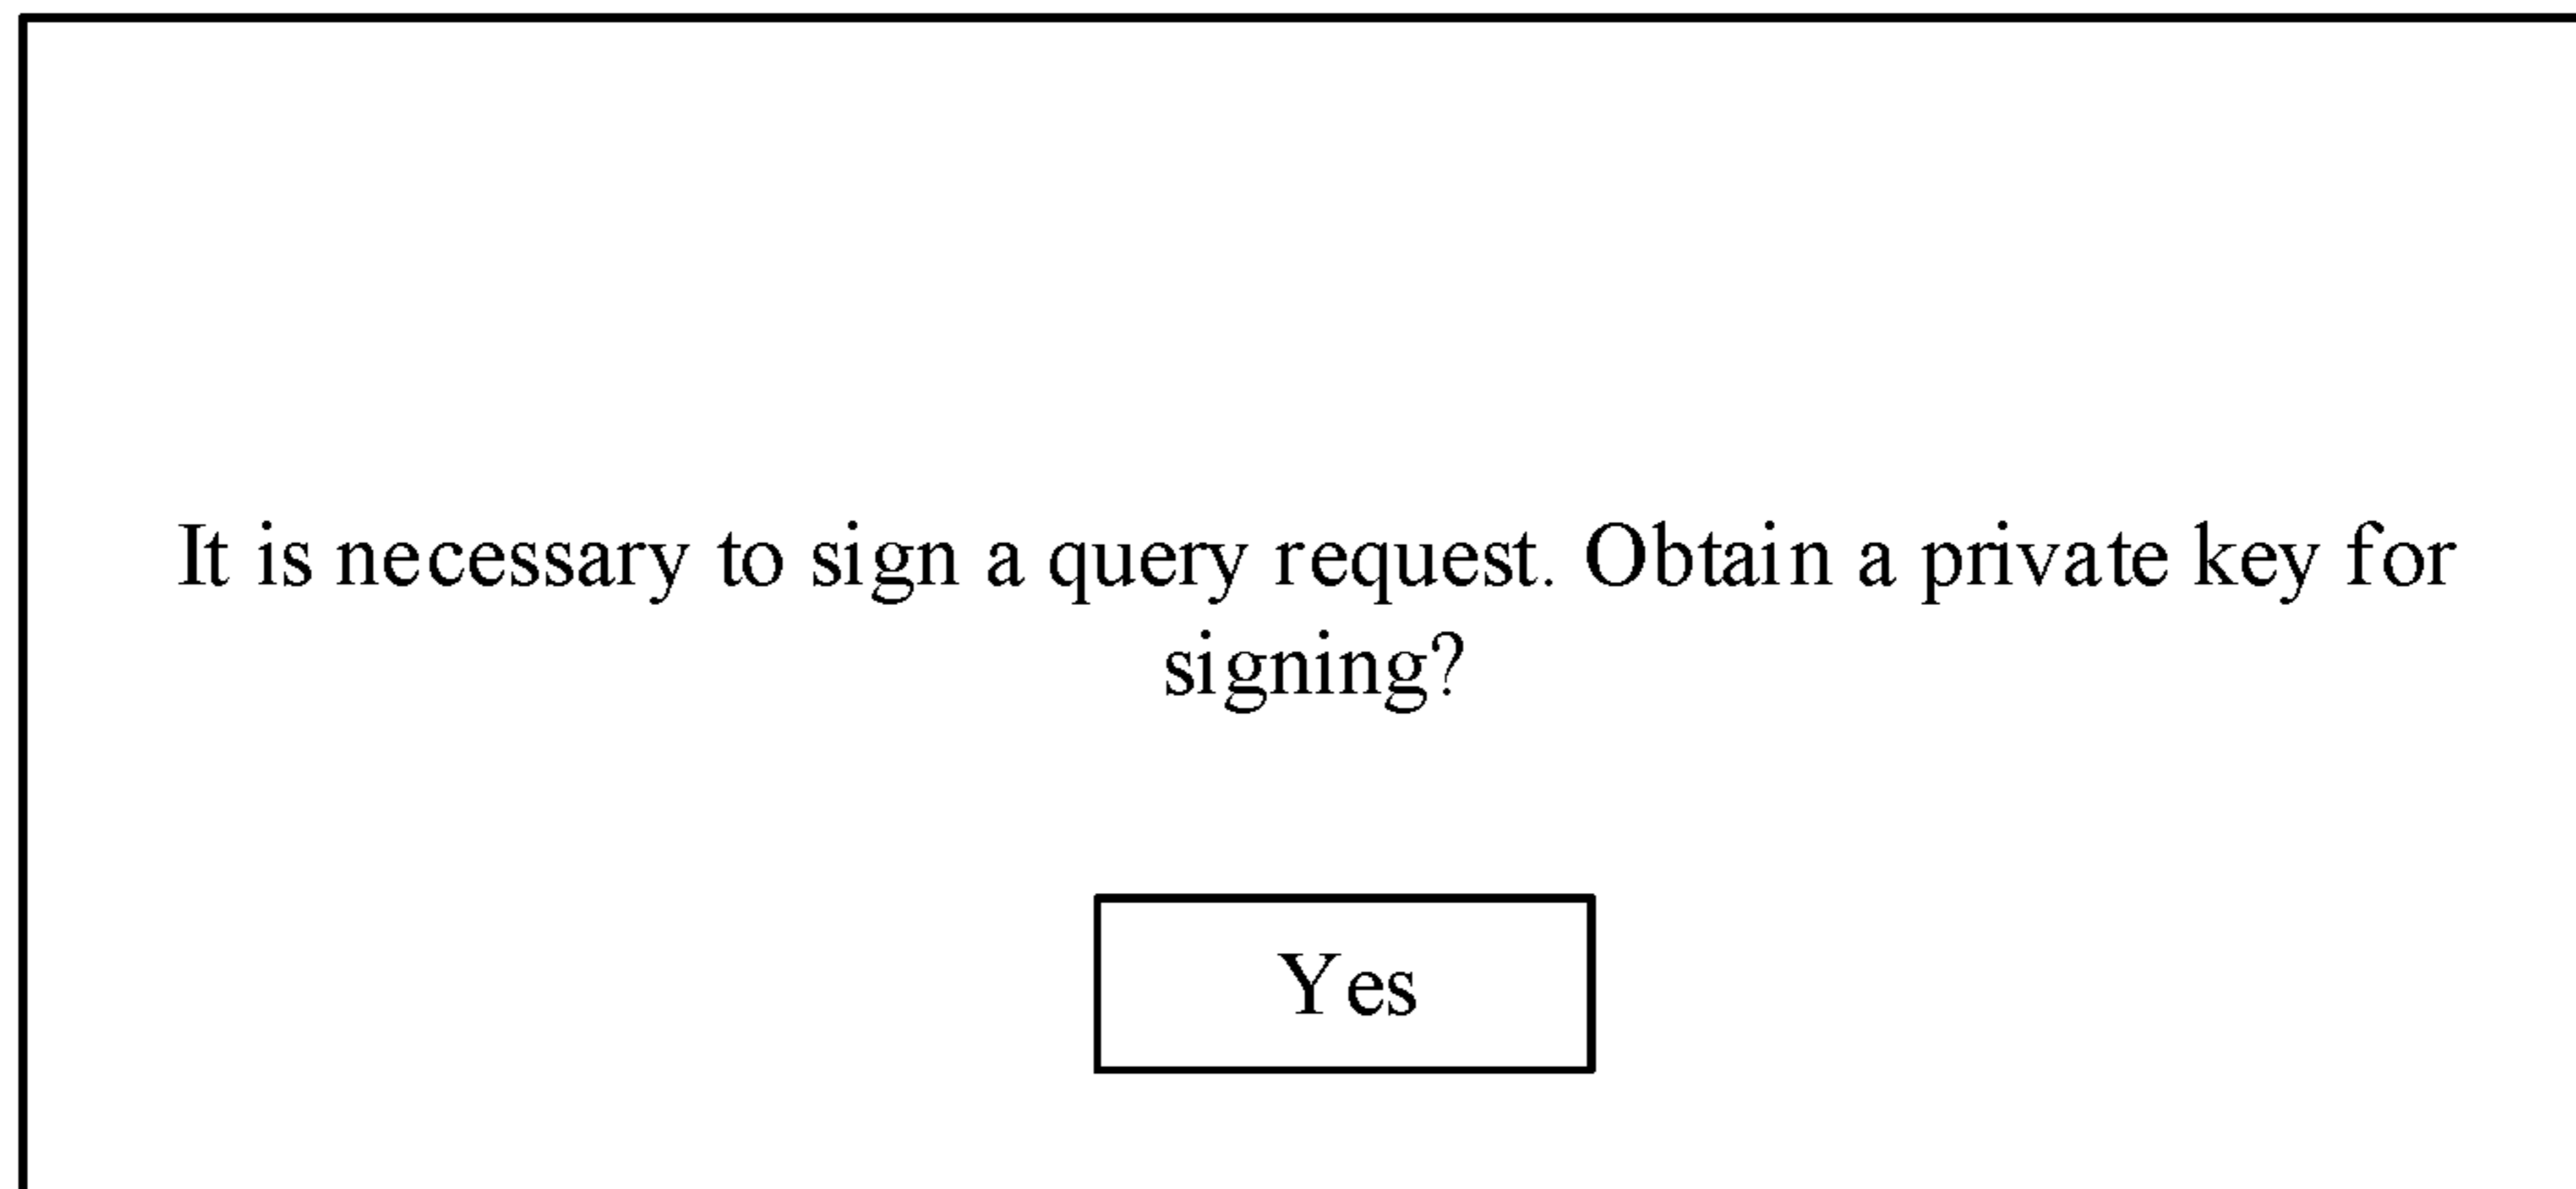 It is necessary to sign a query request. Obtain a private key for
signing?
Yes